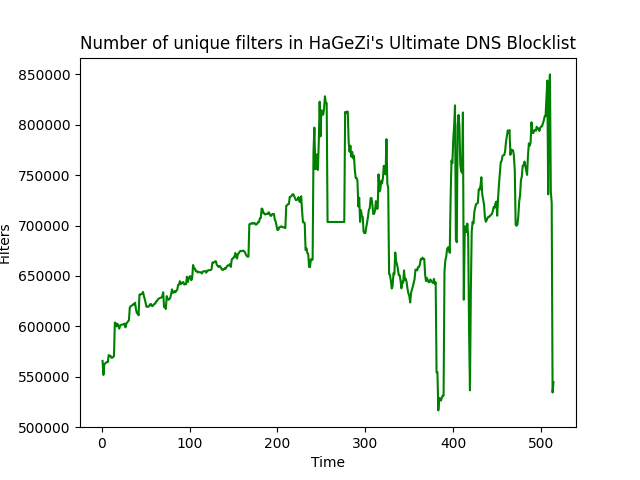 Number of unique filters in HaGeZi's Ultimate DNS Blocklist
850000
800000
750000
700000
650000
600000
550000
500000
Filters
0 100 200 300 400 500
Time